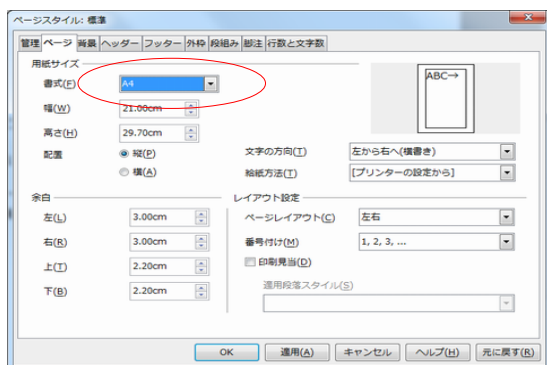 ページスタイル: 標準
管理 ページ 背景 ヘッダー フッター 外枠 段組み 脚注 行数と文字数
用紙サイズ
書式(F) A4
ABC→
幅(W) 21.00cm
高さ(H) 29.70cm
配置 縦(P) 文字の方向(T) 左から右へ(横書き)
横(A) 給紙方法(T) [プリンターの設定から]
余白 レイアウト設定
左(L) 3.00cm ページレイアウト(C) 左右
右(R) 3.00cm 番号付け(M) 1, 2, 3, ...
上(T) 2.20cm 印刷見当(D)
下(B) 2.20cm 適用段落スタイル(S)
OK 適用(A) キャンセル ヘルプ(H) 元に戻す(R)